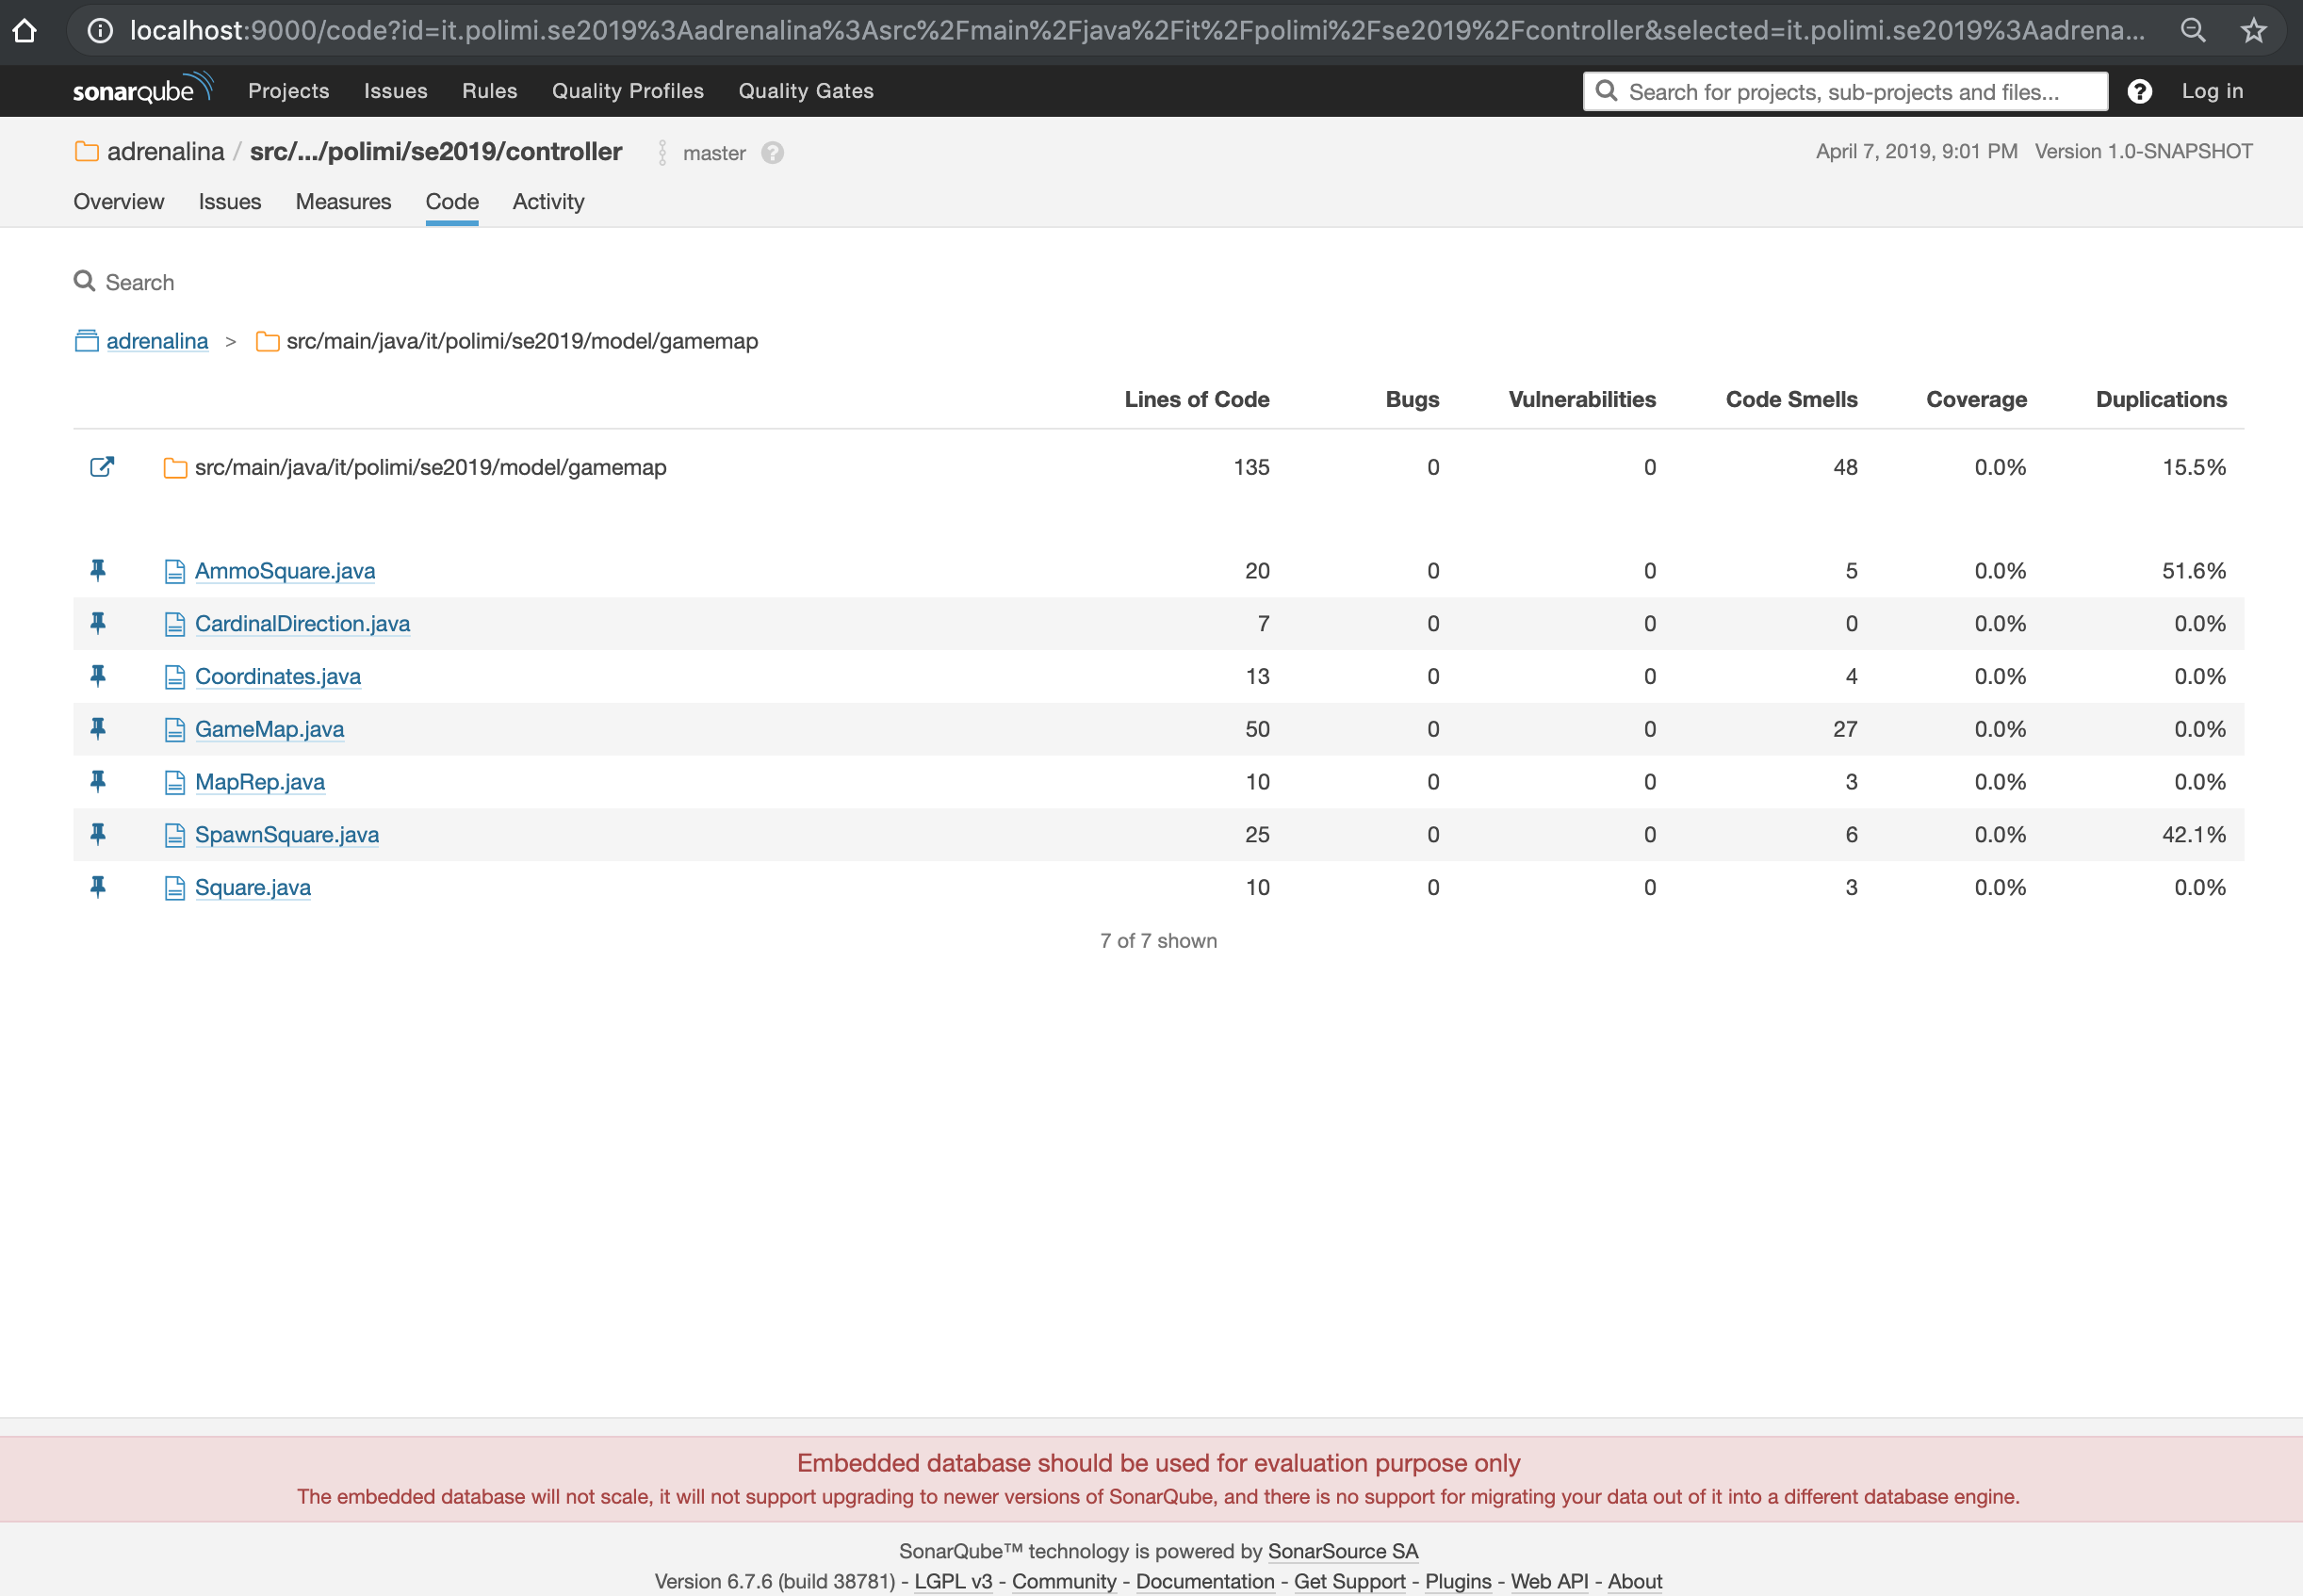 localhost:9000/code?id=it.polimi.se2019%3Aadrenalina%3Asrc%2Fmain%2Fjava%2Fit%2Fpolimi%2Fse2019%2Fcontroller&selected=it.polimi.se2019%3Aadrena...
sonarqube Projects Issues Rules Quality Profiles Quality Gates Search for projects, sub-projects and files... ? Log in
adrenalina / src/.../polimi/se2019/controller master ? April 7, 2019, 9:01 PM Version 1.0-SNAPSHOT
Overview Issues Measures Code Activity
Search
adrenalina > src/main/java/it/polimi/se2019/model/gamemap
Lines of Code Bugs Vulnerabilities Code Smells Coverage Duplications
src/main/java/it/polimi/se2019/model/gamemap 135 0 0 48 0.0% 15.5%
AmmoSquare.java 20 0 0 5 0.0% 51.6%
CardinalDirection.java 7 0 0 0 0.0% 0.0%
Coordinates.java 13 0 0 4 0.0% 0.0%
GameMap.java 50 0 0 27 0.0% 0.0%
MapRep.java 10 0 0 3 0.0% 0.0%
SpawnSquare.java 25 0 0 6 0.0% 42.1%
Square.java 10 0 0 3 0.0% 0.0%
7 of 7 shown
Embedded database should be used for evaluation purpose only
The embedded database will not scale, it will not support upgrading to newer versions of SonarQube, and there is no support for migrating your data out of it into a different database engine.
SonarQube™ technology is powered by SonarSource SA
Version 6.7.6 (build 38781) - LGPL v3 - Community - Documentation - Get Support - Plugins - Web API - About